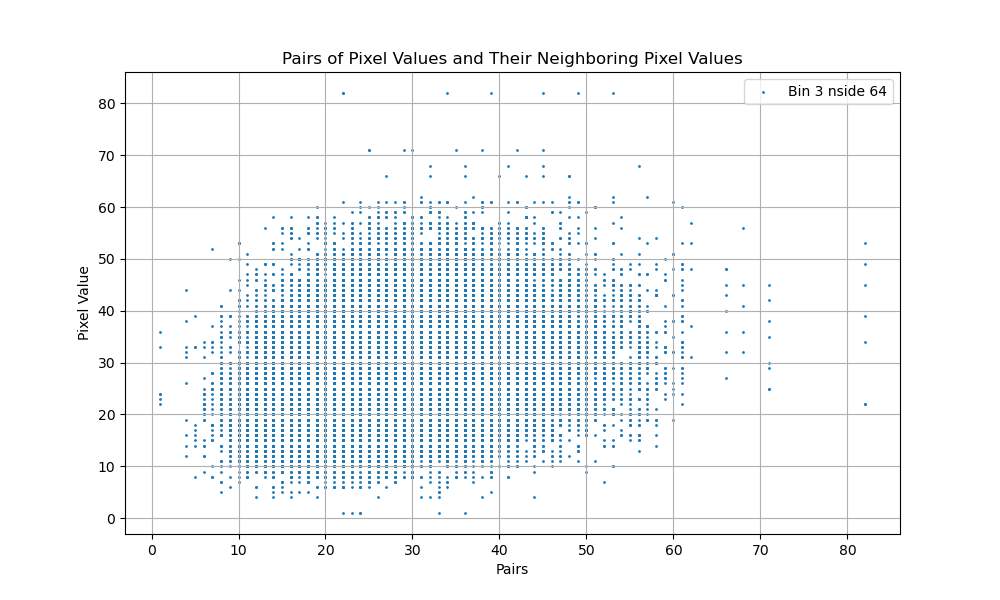 Pairs of Pixel Values and Their Neighboring Pixel Values
Bin 3 nside 64
80
70
60
50
40
30
20
10
0
Pixel Value
0 10 20 30 40 50 60 70 80
Pairs